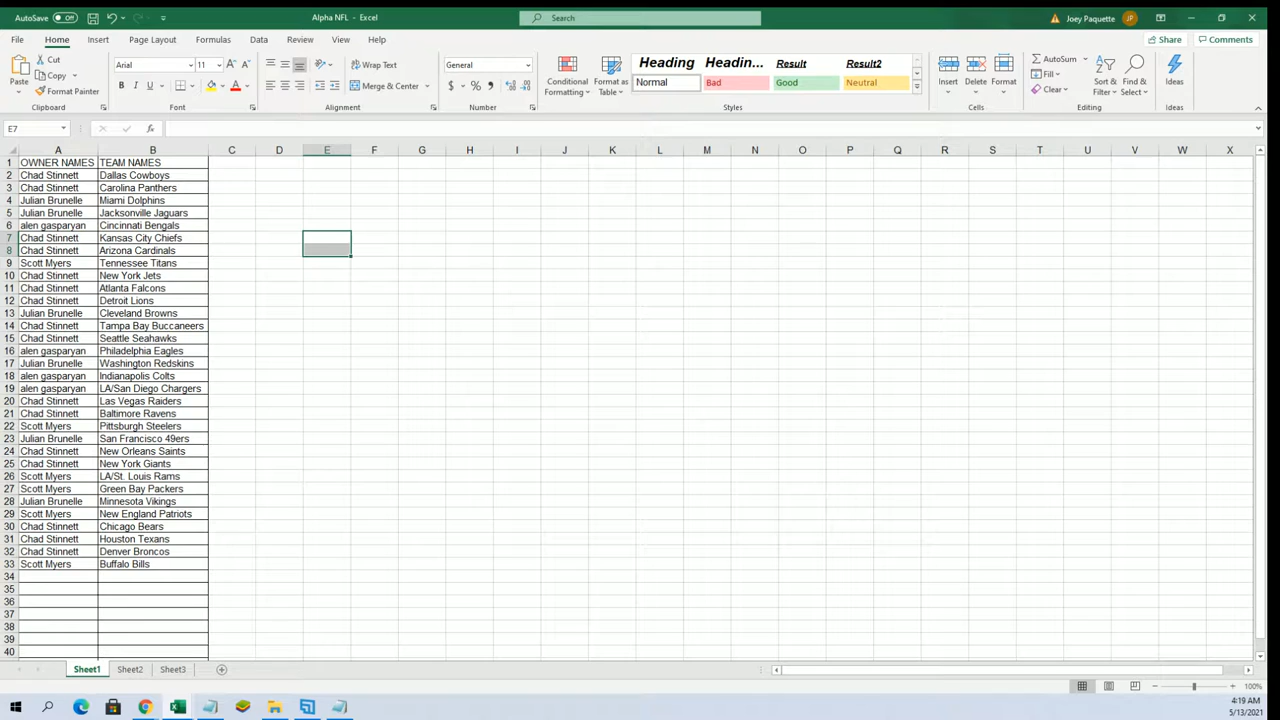 AutoSave Off Alpha NFL - Excel Search Joey Paquette JP
File Home Insert Page Layout Formulas Data Review View Help Share Comments
Paste Cut Copy Format Painter Clipboard
Arial 11 B I U A Font
Wrap Text Merge & Center Alignment
General $ % Number
Conditional Formatting Format as Table
Heading Headin... Result Result2
Normal Bad Good Neutral Styles
Insert Delete Format Cells
AutoSum Fill Clear Sort & Filter Find & Select Editing
Ideas Ideas
E7 fx
A B C D E F G H I J K L M N O P Q R S T U V W X
1 OWNER NAMES TEAM NAMES
2 Chad Stinnett Dallas Cowboys
3 Chad Stinnett Carolina Panthers
4 Julian Brunelle Miami Dolphins
5 Julian Brunelle Jacksonville Jaguars
6 alen gasparyan Cincinnati Bengals
7 Chad Stinnett Kansas City Chiefs
8 Chad Stinnett Arizona Cardinals
9 Scott Myers Tennessee Titans
10 Chad Stinnett New York Jets
11 Chad Stinnett Atlanta Falcons
12 Chad Stinnett Detroit Lions
13 Julian Brunelle Cleveland Browns
14 Chad Stinnett Tampa Bay Buccaneers
15 Chad Stinnett Seattle Seahawks
16 alen gasparyan Philadelphia Eagles
17 Julian Brunelle Washington Redskins
18 alen gasparyan Indianapolis Colts
19 alen gasparyan LA/San Diego Chargers
20 Chad Stinnett Las Vegas Raiders
21 Chad Stinnett Baltimore Ravens
22 Scott Myers Pittsburgh Steelers
23 Julian Brunelle San Francisco 49ers
24 Chad Stinnett New Orleans Saints
25 Chad Stinnett New York Giants
26 Scott Myers LA/St. Louis Rams
27 Scott Myers Green Bay Packers
28 Julian Brunelle Minnesota Vikings
29 Scott Myers New England Patriots
30 Chad Stinnett Chicago Bears
31 Chad Stinnett Houston Texans
32 Chad Stinnett Denver Broncos
33 Scott Myers Buffalo Bills
34
35
36
37
38
39
40
Sheet1 Sheet2 Sheet3
100%
4:19 AM
5/13/2021